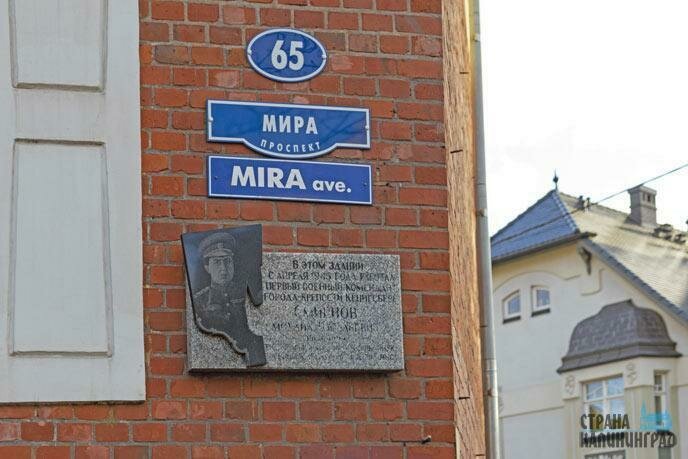 65
МИРА
ПРОСПЕКТ
MIRA ave.
В ЭТОМ ЗДАНИИ
С АПРЕЛЯ 1945 ГОДА РАБОТАЛ
ПЕРВЫЙ ВОЕННЫЙ КОМЕНДАНТ
ГОРОДА-КРЕПОСТИ КЕНИГСБЕРГ
СМИРНОВ
СТРАНА
КАЛИНИНГРАД